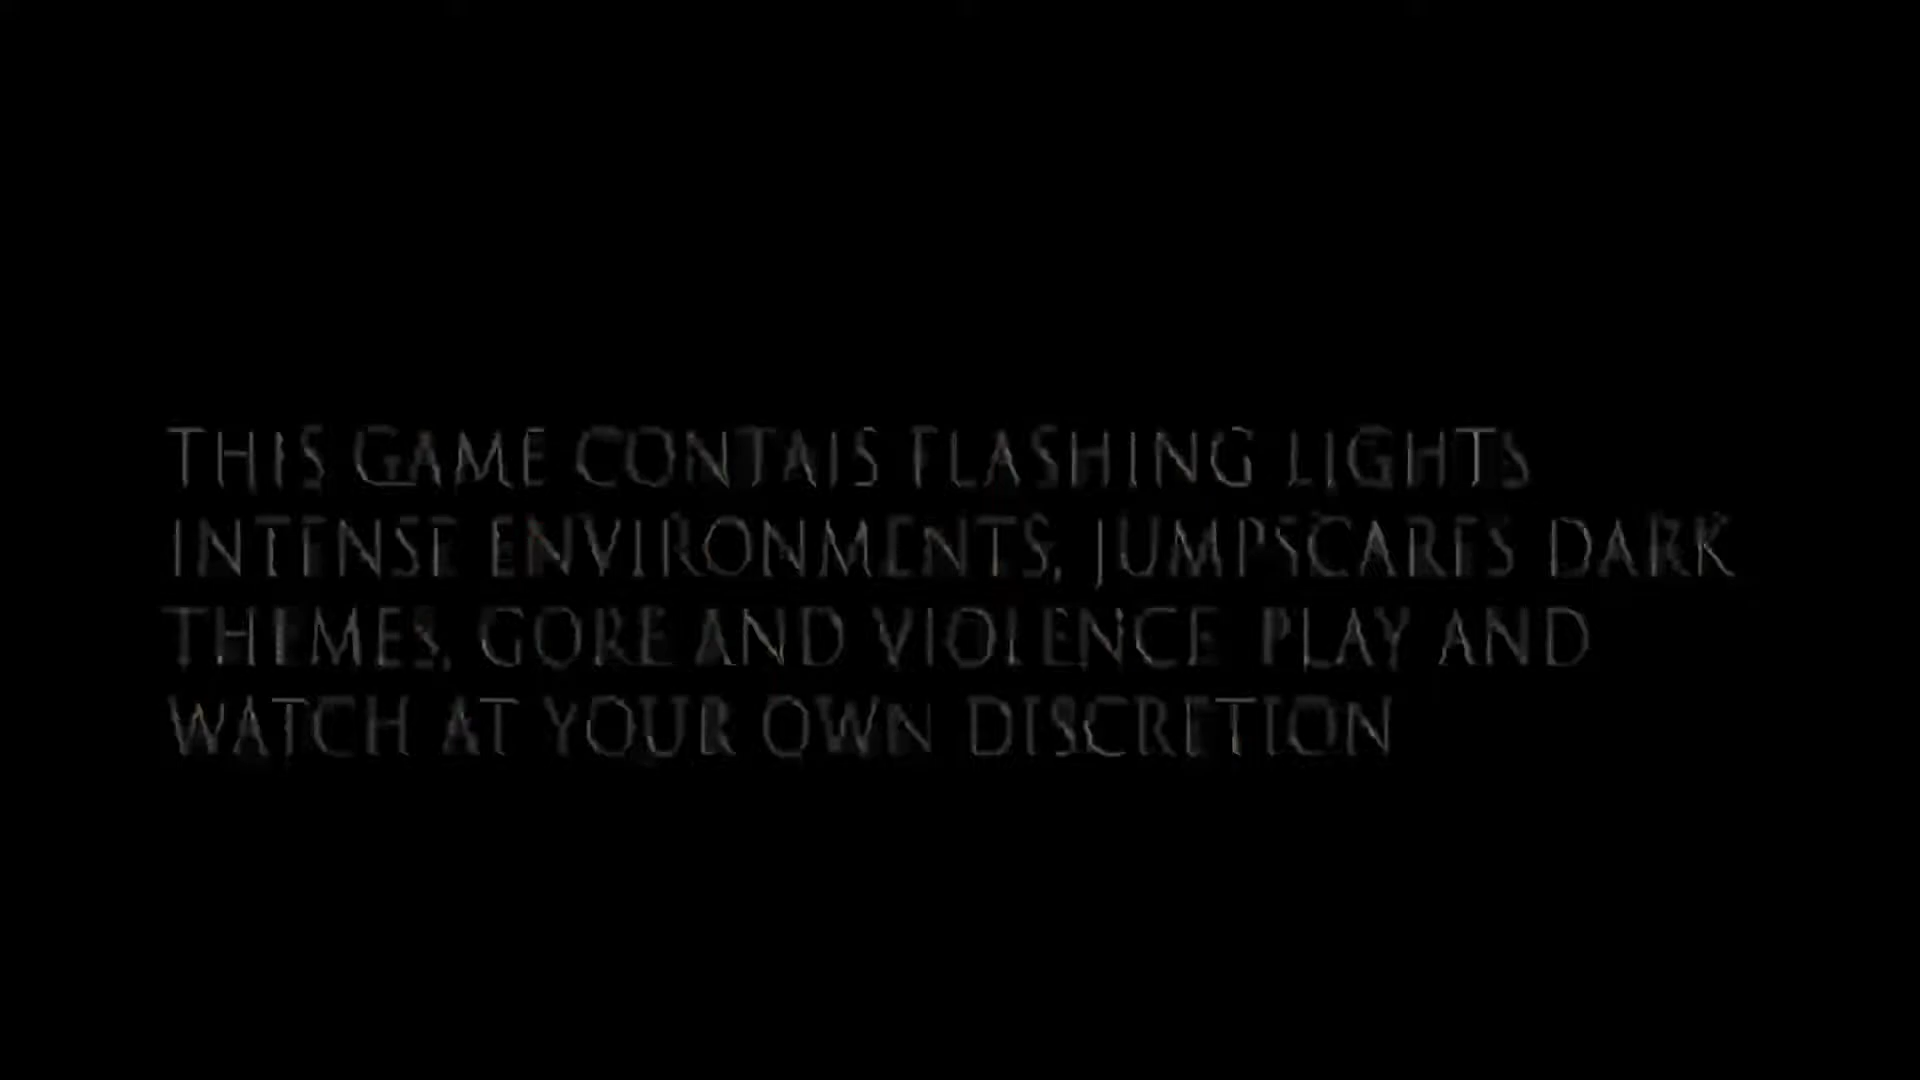 THIS GAME CONTAIS FLASHING LIGHTS
INTENSE ENVIRONMENTS, JUMPSCARES DARK
THEMES, GORE AND VIOLENCE PLAY AND
WATCH AT YOUR OWN DISCRETION